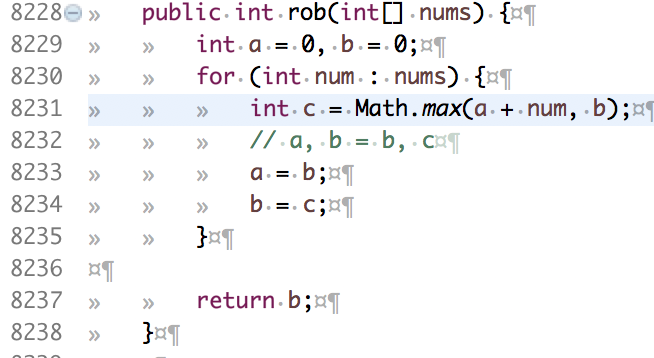 8228 public int rob(int[] nums) {
8229 int a = 0, b = 0;
8230 for (int num : nums) {
8231 int c = Math.max(a + num, b);
8232 // a, b = b, c
8233 a = b;
8234 b = c;
8235 }
8236
8237 return b;
8238 }